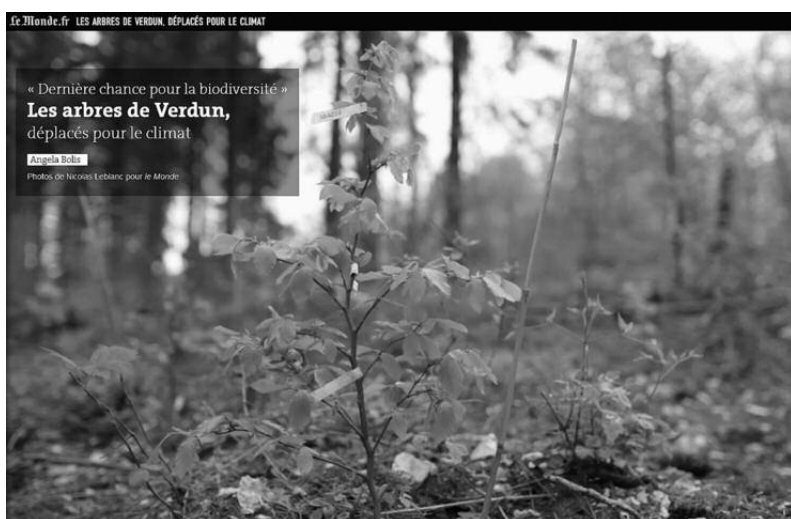 Le Monde.fr LES ARBRES DE VERDUN, DÉPLACÉS POUR LE CLIMAT
« Dernière chance pour la biodiversité »
Les arbres de Verdun,
déplacés pour le climat
Angela Bolis
Photos de Nicolas Leblanc pour le Monde